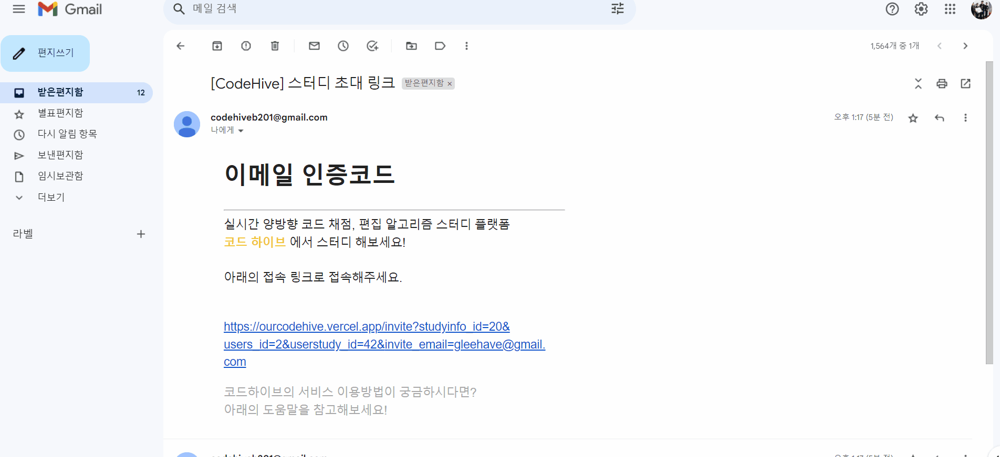 Gmail
메일 검색
편지쓰기
받은편지함 12
별표편지함
다시 알림 항목
보낸편지함
임시보관함
더보기
라벨
1,564개 중 1개
[CodeHive] 스터디 초대 링크 받은편지함 ×
codehiveb201@gmail.com 오후 1:17 (5분 전)
나에게
이메일 인증코드
실시간 양방향 코드 채점, 편집 알고리즘 스터디 플랫폼
코드 하이브 에서 스터디 해보세요!
아래의 접속 링크로 접속해주세요.
https://ourcodehive.vercel.app/invite?studyinfo_id=20&
users_id=2&userstudy_id=42&invite_email=gleehave@gmail.
com
코드하이브의 서비스 이용방법이 궁금하시다면?
아래의 도움말을 참고해보세요!